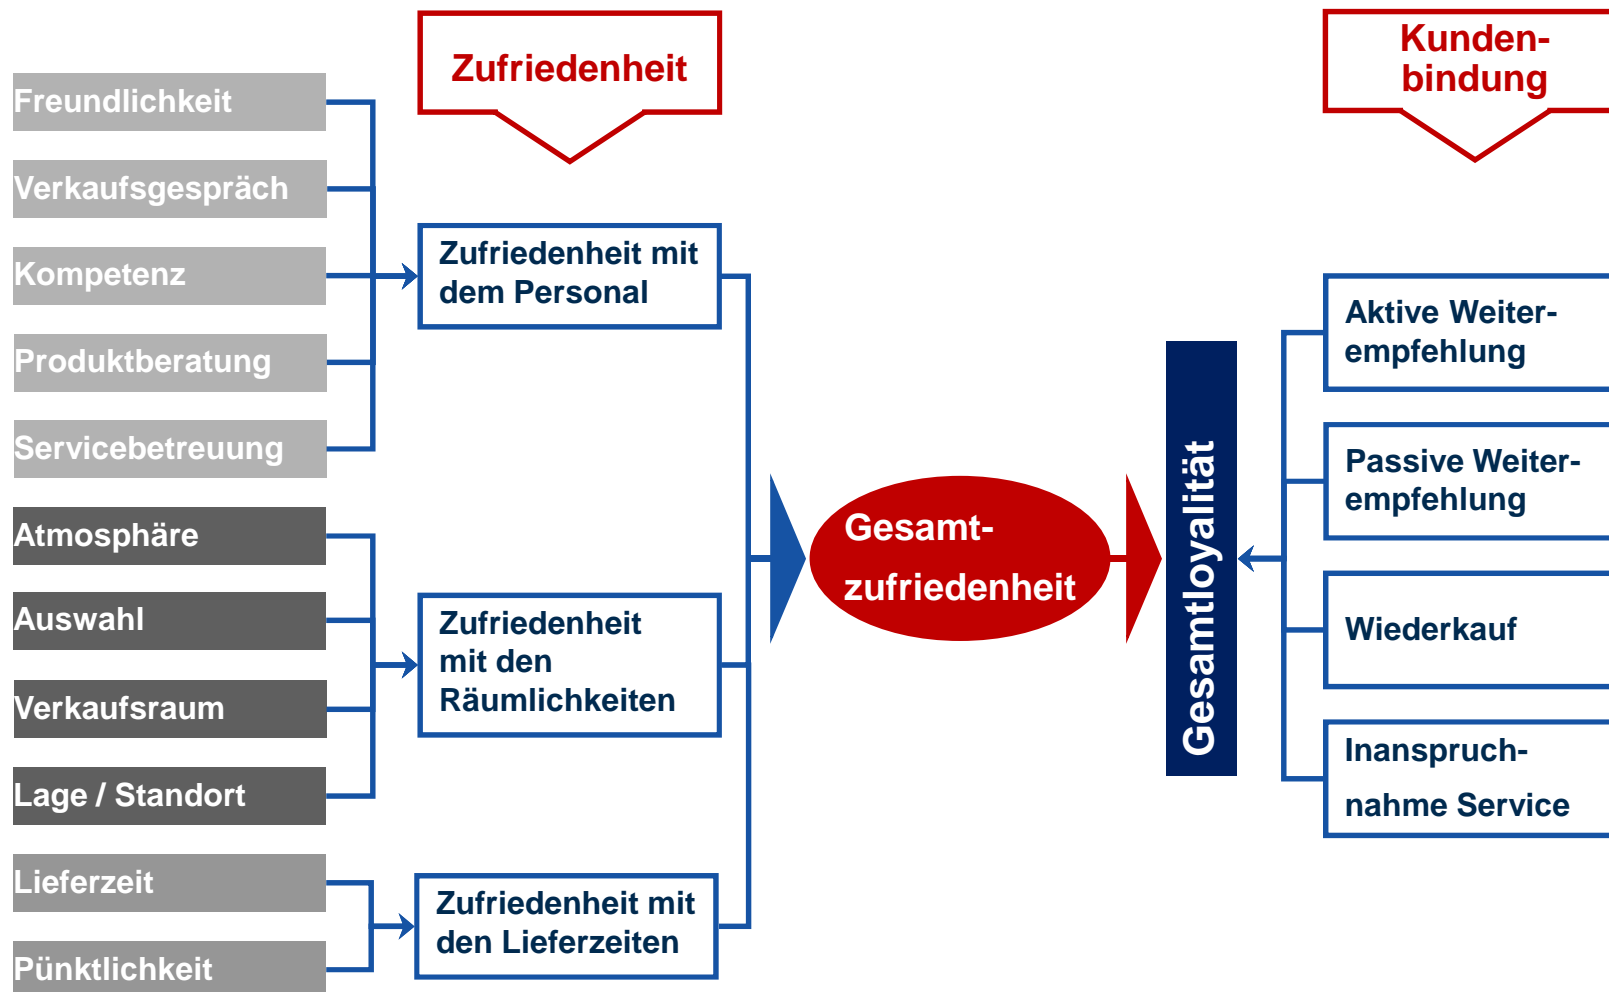 Zufriedenheit
Kunden-
bindung
Freundlichkeit
Verkaufsgespräch
Kompetenz
Produktberatung
Servicebetreuung
Atmosphäre
Auswahl
Verkaufsraum
Lage / Standort
Lieferzeit
Pünktlichkeit
Zufriedenheit mit
dem Personal
Zufriedenheit
mit den
Räumlichkeiten
Zufriedenheit mit
den Lieferzeiten
Gesamt-
zufriedenheit
Gesamtloyalität
Aktive Weiter-
empfehlung
Passive Weiter-
empfehlung
Wiederkauf
Inanspruch-
nahme Service